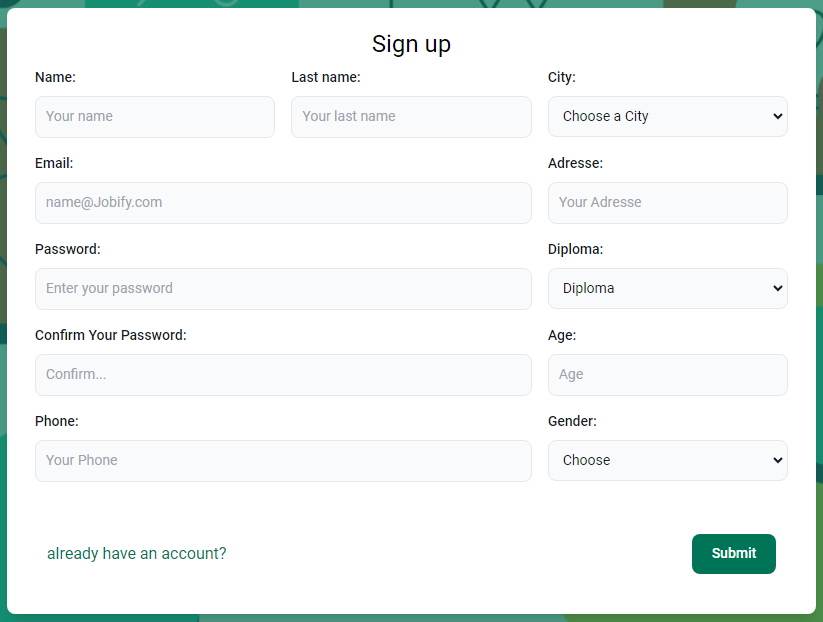 Sign up
Name: Last name: City:
Your name Your last name Choose a City
Email: Adresse:
name@Jobify.com Your Adresse
Password: Diploma:
Enter your password Diploma
Confirm Your Password: Age:
Confirm... Age
Phone: Gender:
Your Phone Choose
already have an account? Submit